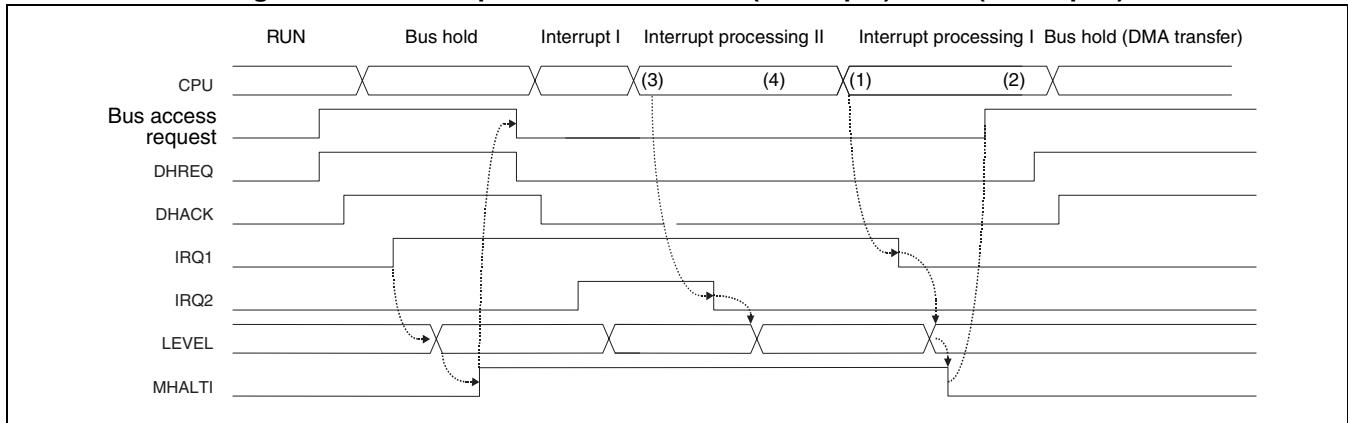 RUN Bus hold Interrupt I Interrupt processing II Interrupt processing I Bus hold (DMA transfer)
CPU (3) (4) (1) (2)
Bus access
request
DHREQ
DHACK
IRQ1
IRQ2
LEVEL
MHALTI